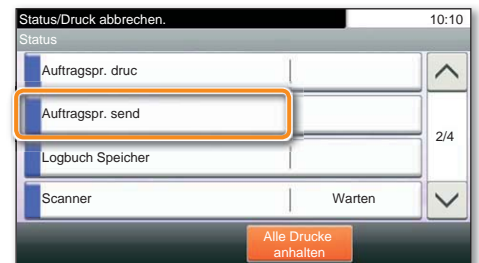 Status/Druck abbrechen. 10:10
Status
Auftragspr. druc
Auftragspr. send
2/4
Logbuch Speicher
Scanner Warten
Alle Drucke
anhalten